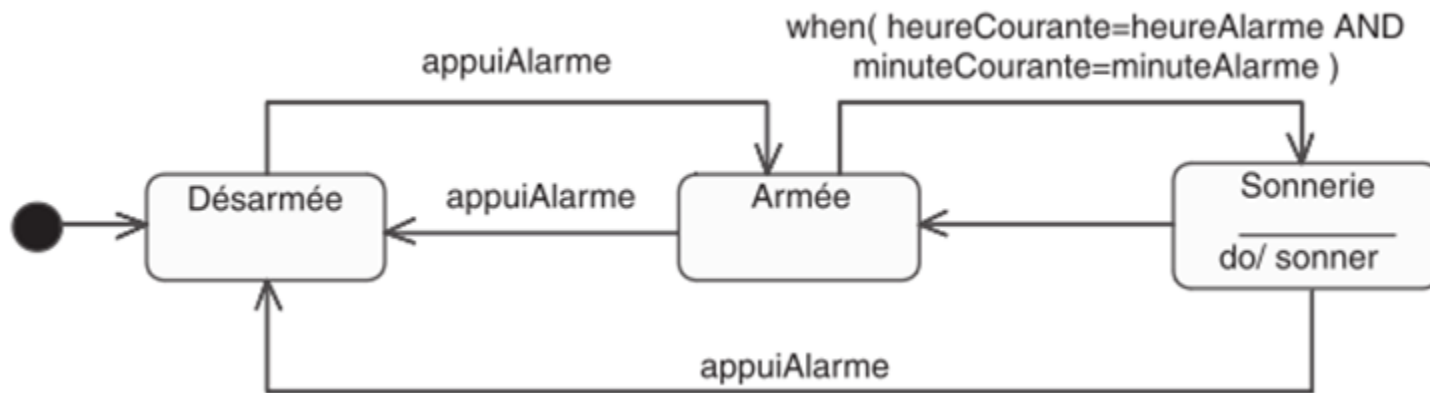 when( heureCourante=heureAlarme AND
minuteCourante=minuteAlarme )
appuiAlarme
Désarmée
appuiAlarme
Armée
Sonnerie
do/ sonner
appuiAlarme